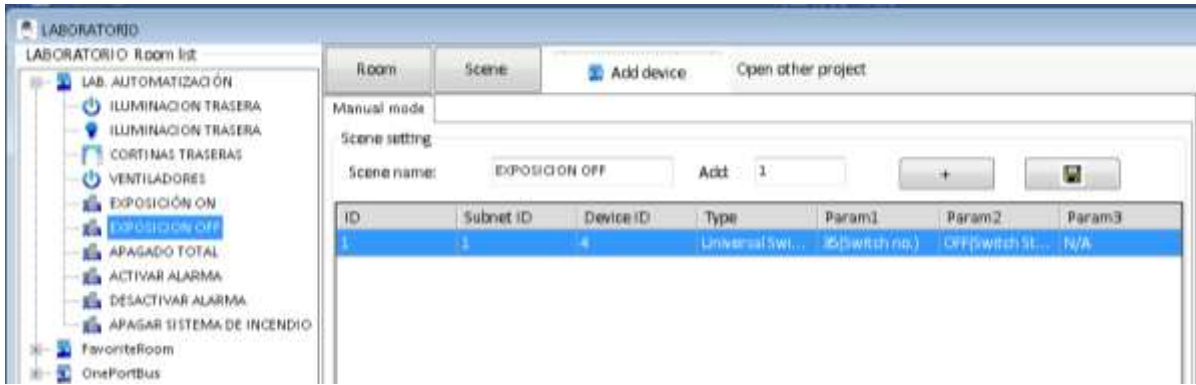 LABORATORIO
LABORATORIO Room list
LAB. AUTOMATIZACIÓN
ILUMINACION TRASERA
ILUMINACION TRASERA
CORTINAS TRASERAS
VENTILADORES
EXPOSICIÓN ON
EXPOSICION OFF
APAGADO TOTAL
ACTIVAR ALARMA
DESACTIVAR ALARMA
APAGAR SISTEMA DE INCENDIO
FavoriteRoom
OnePortBus
Room Scene Add device Open other project
Manual mode
Scene setting
Scene name: EXPOSICION OFF Add: 1 +
ID Subnet ID Device ID Type Param1 Param2 Param3
1 1 4 Universal Swi... 35(Switch no.) OFF(Switch St... N/A